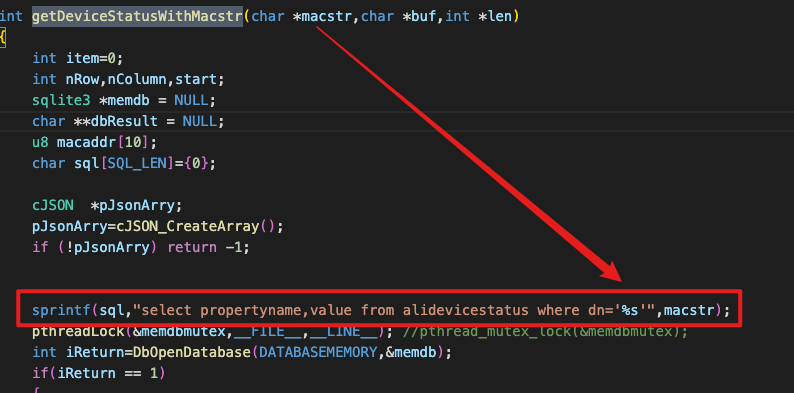 int getDeviceStatusWithMacstr(char *macstr,char *buf,int *len)
{
int item=0;
int nRow,nColumn,start;
sqlite3 *memdb = NULL;
char **dbResult = NULL;
u8 macaddr[10];
char sql[SQL_LEN]={0};
cJSON  *pJsonArry;
pJsonArry=cJSON_CreateArray();
if (!pJsonArry) return -1;
sprintf(sql,"select propertyname,value from alidevicestatus where dn='%s'",macstr);
pthreadLock(&memdbmutex,__FILE__,__LINE__); //pthread_mutex_lock(&memdbmutex);
int iReturn=DbOpenDatabase(DATABASEMEMORY,&memdb);
if(iReturn == 1)
{